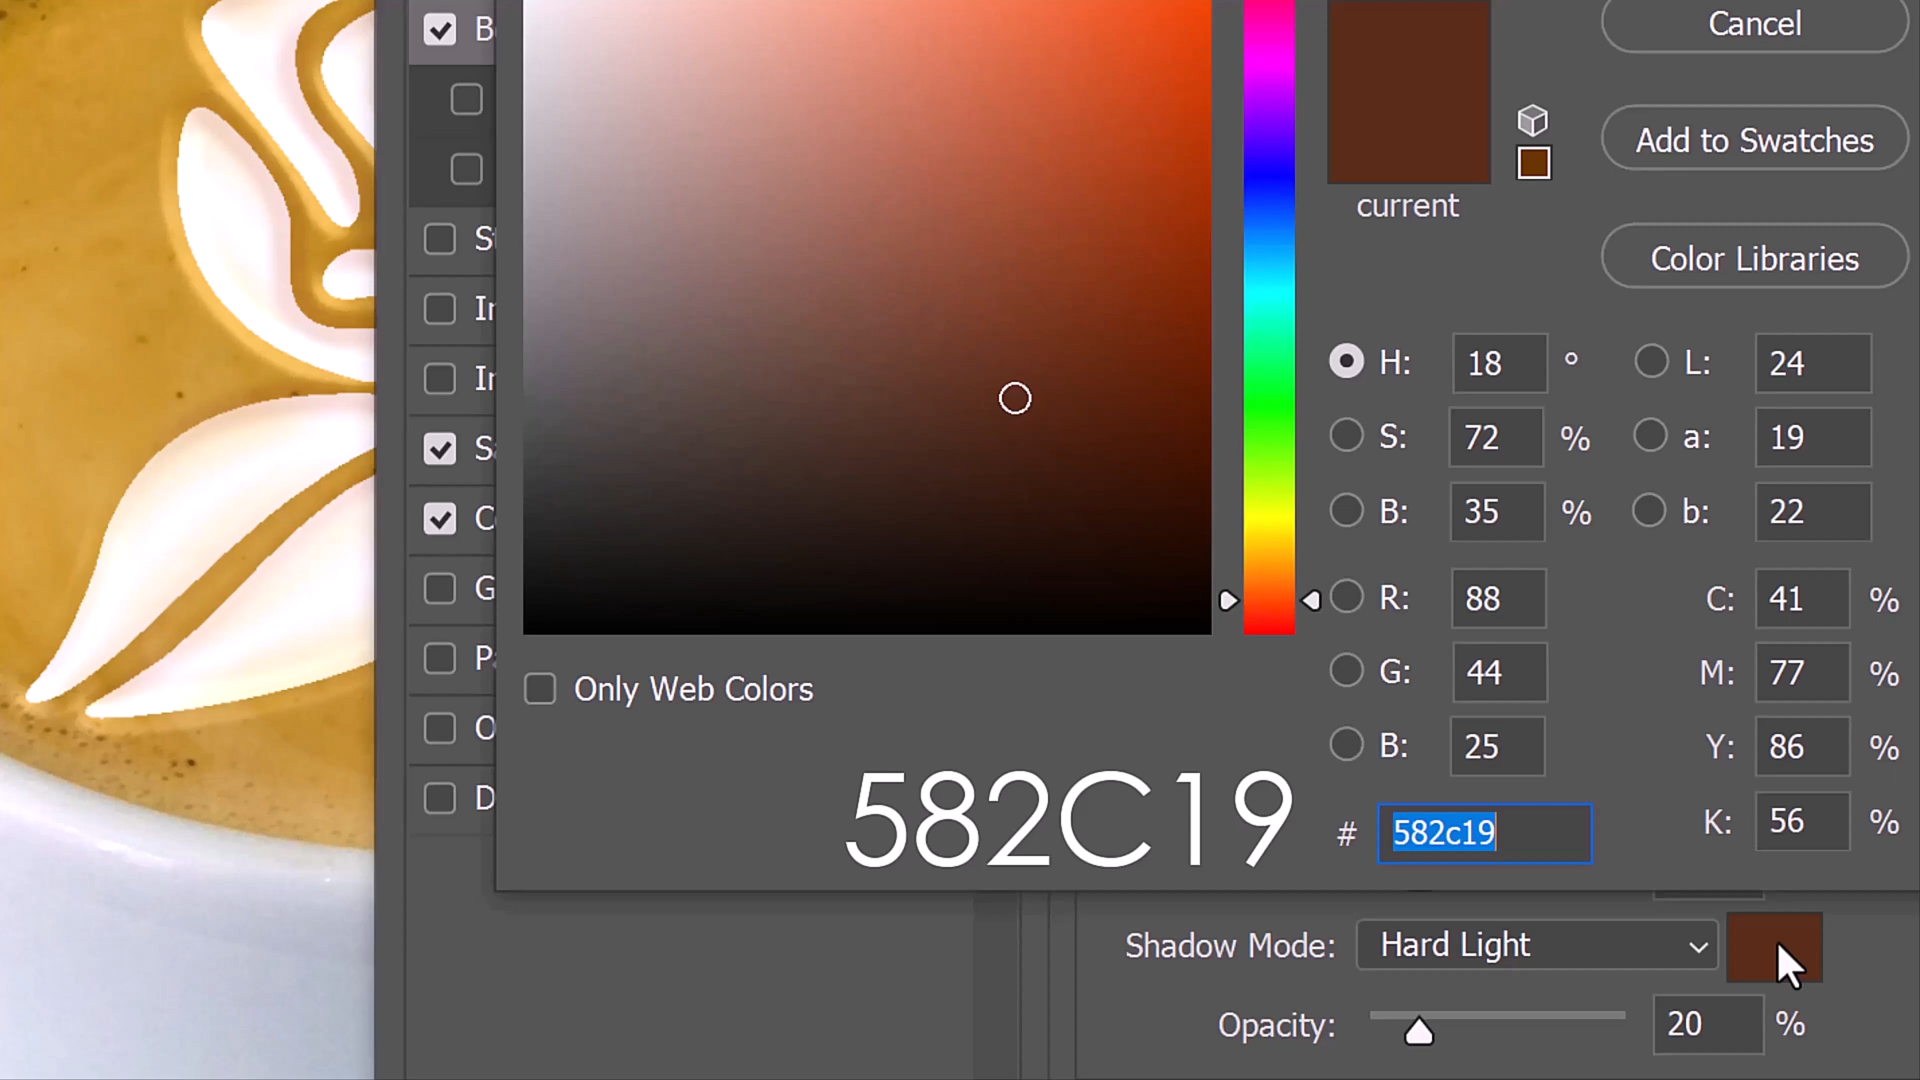 Cancel
Add to Swatches
current
Color Libraries
H: 18 °
L: 24
S: 72 %
a: 19
B: 35 %
b: 22
R: 88
C: 41 %
G: 44
M: 77 %
Only Web Colors
B: 25
Y: 86 %
582C19
# 582c19
K: 56 %
Shadow Mode: Hard Light
Opacity: 20 %